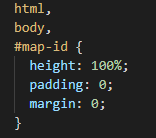 html,
body,
#map-id {
  height: 100%;
  padding: 0;
  margin: 0;
}